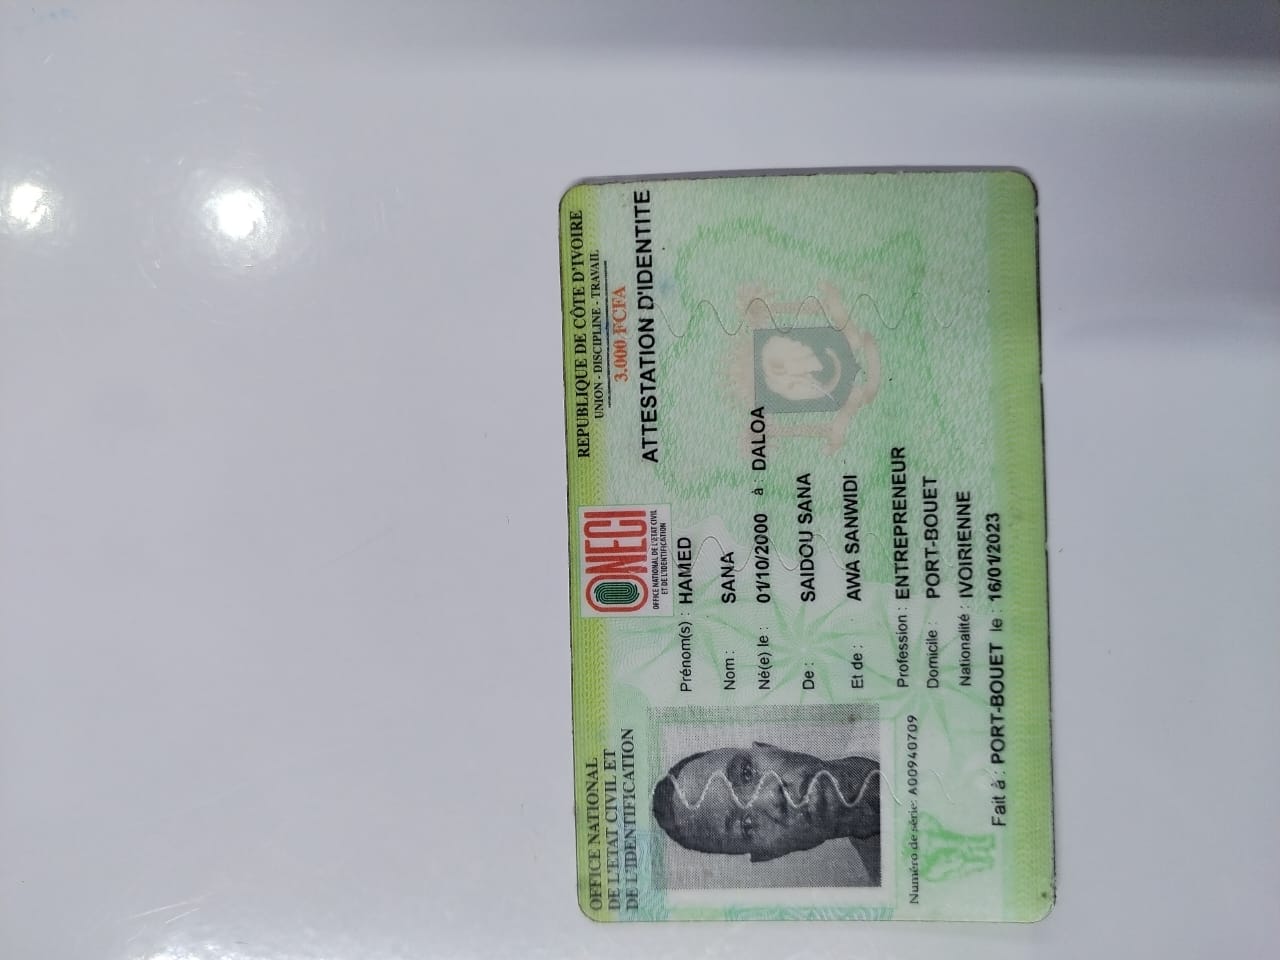 REPUBLIQUE DE CÔTE D'IVOIRE
UNION - DISCIPLINE - TRAVAIL
3.000 FCFA
ATTESTATION D'IDENTITE
ONECI
OFFICE NATIONAL DE L'ETAT CIVIL
ET DE L'IDENTIFICATION
OFFICE NATIONAL
DE L'ETAT CIVIL ET
DE L'IDENTIFICATION
Prénom(s) : HAMED
Nom : SANA
Né(e) le : 01/10/2000 à : DALOA
De : SAIDOU SANA
Et de : AWA SANWIDI
Profession : ENTREPRENEUR
Domicile : PORT-BOUET
Nationalité : IVOIRIENNE
Numéro de série: A00940709
Fait à : PORT-BOUET le : 16/01/2023